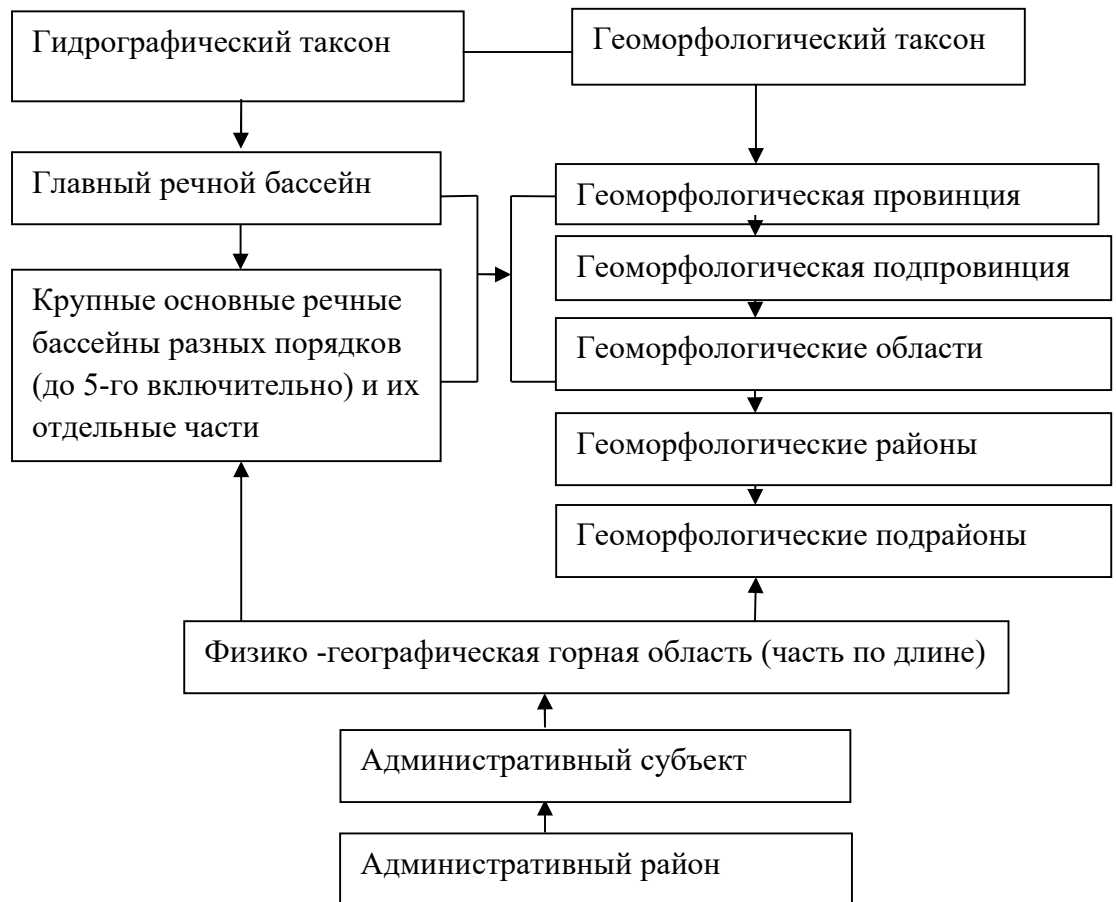 Гидрографический таксон
Геоморфологический таксон
Главный речной бассейн
Геоморфологическая провинция
Геоморфологическая подпровинция
Крупные основные речные
бассейны разных порядков
(до 5-го включительно) и их
отдельные части
Геоморфологические области
Геоморфологические районы
Геоморфологические подрайоны
Физико -географическая горная область (часть по длине)
Административный субъект
Административный район